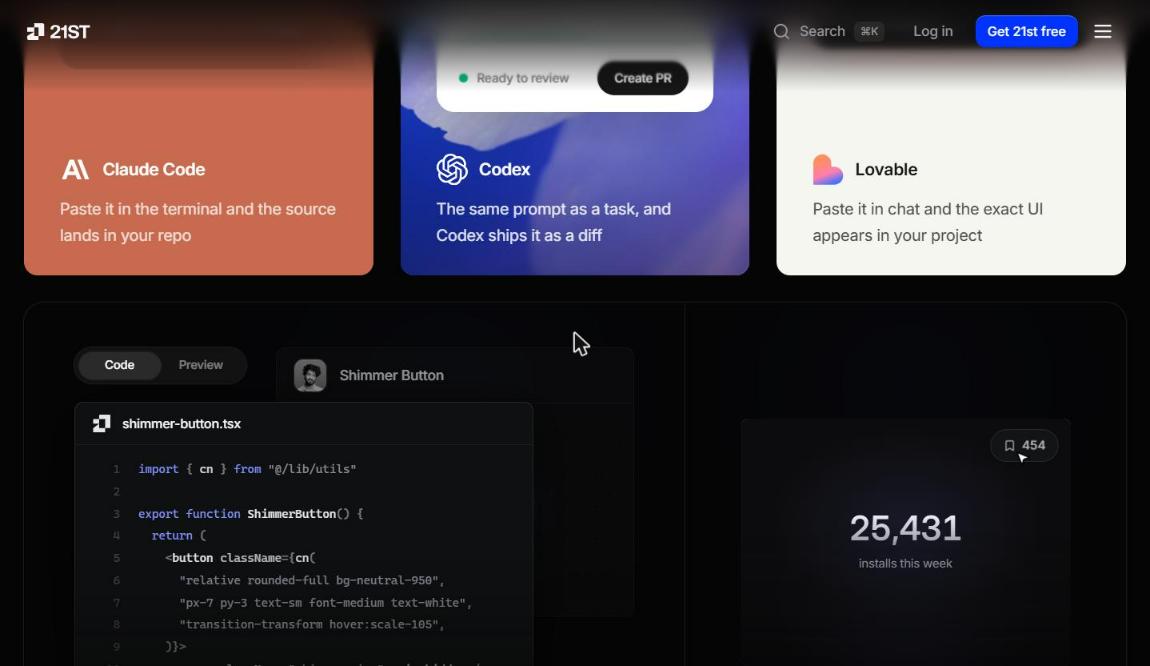 21ST
Search ⌘K
Log in
Get 21st free
Ready to review
Create PR
Claude Code
Paste it in the terminal and the source
lands in your repo
Codex
The same prompt as a task, and
Codex ships it as a diff
Lovable
Paste it in chat and the exact UI
appears in your project
Code
Preview
Shimmer Button
shimmer-button.tsx
1 import { cn } from "@/lib/utils"
2
3 export function ShimmerButton() {
4 return (
5 <button className={cn(
6 "relative rounded-full bg-neutral-950",
7 "px-7 py-3 text-sm font-medium text-white",
8 "transition-transform hover:scale-105",
9 )}>
454
25,431
installs this week